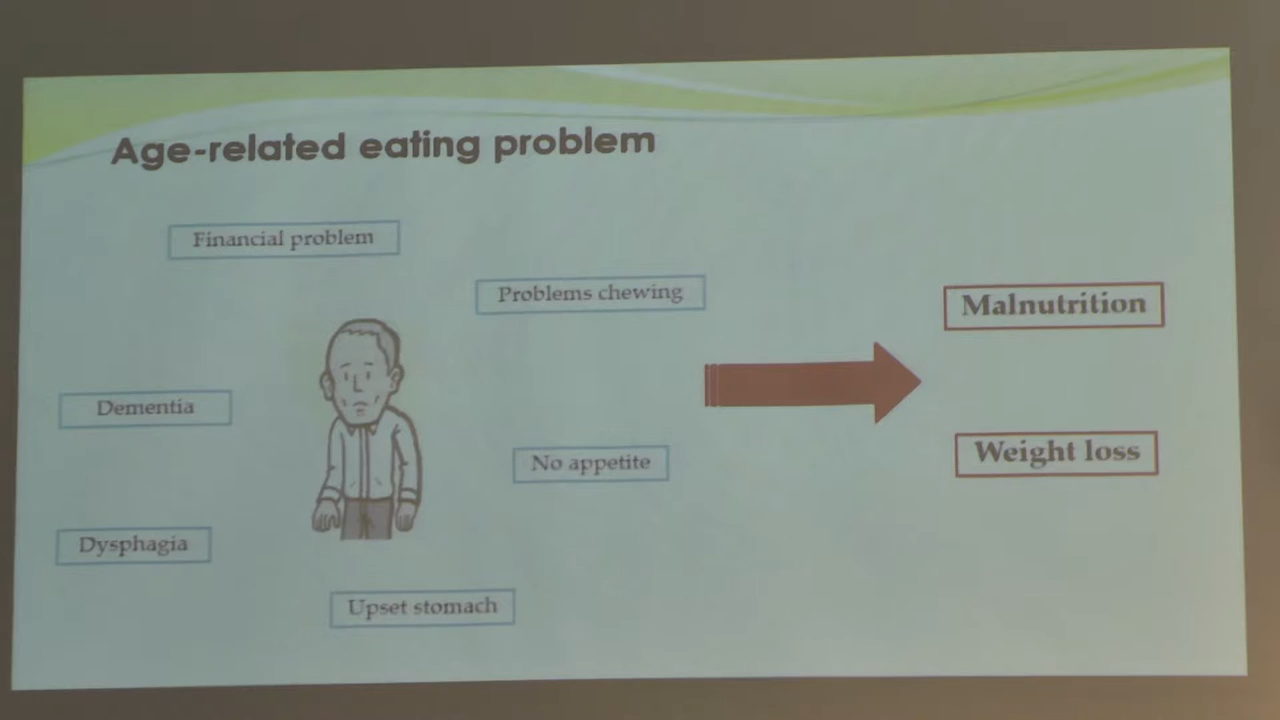 Age-related eating problem
Financial problem
Problems chewing
Malnutrition
Dementia
No appetite
Weight loss
Dysphagia
Upset stomach